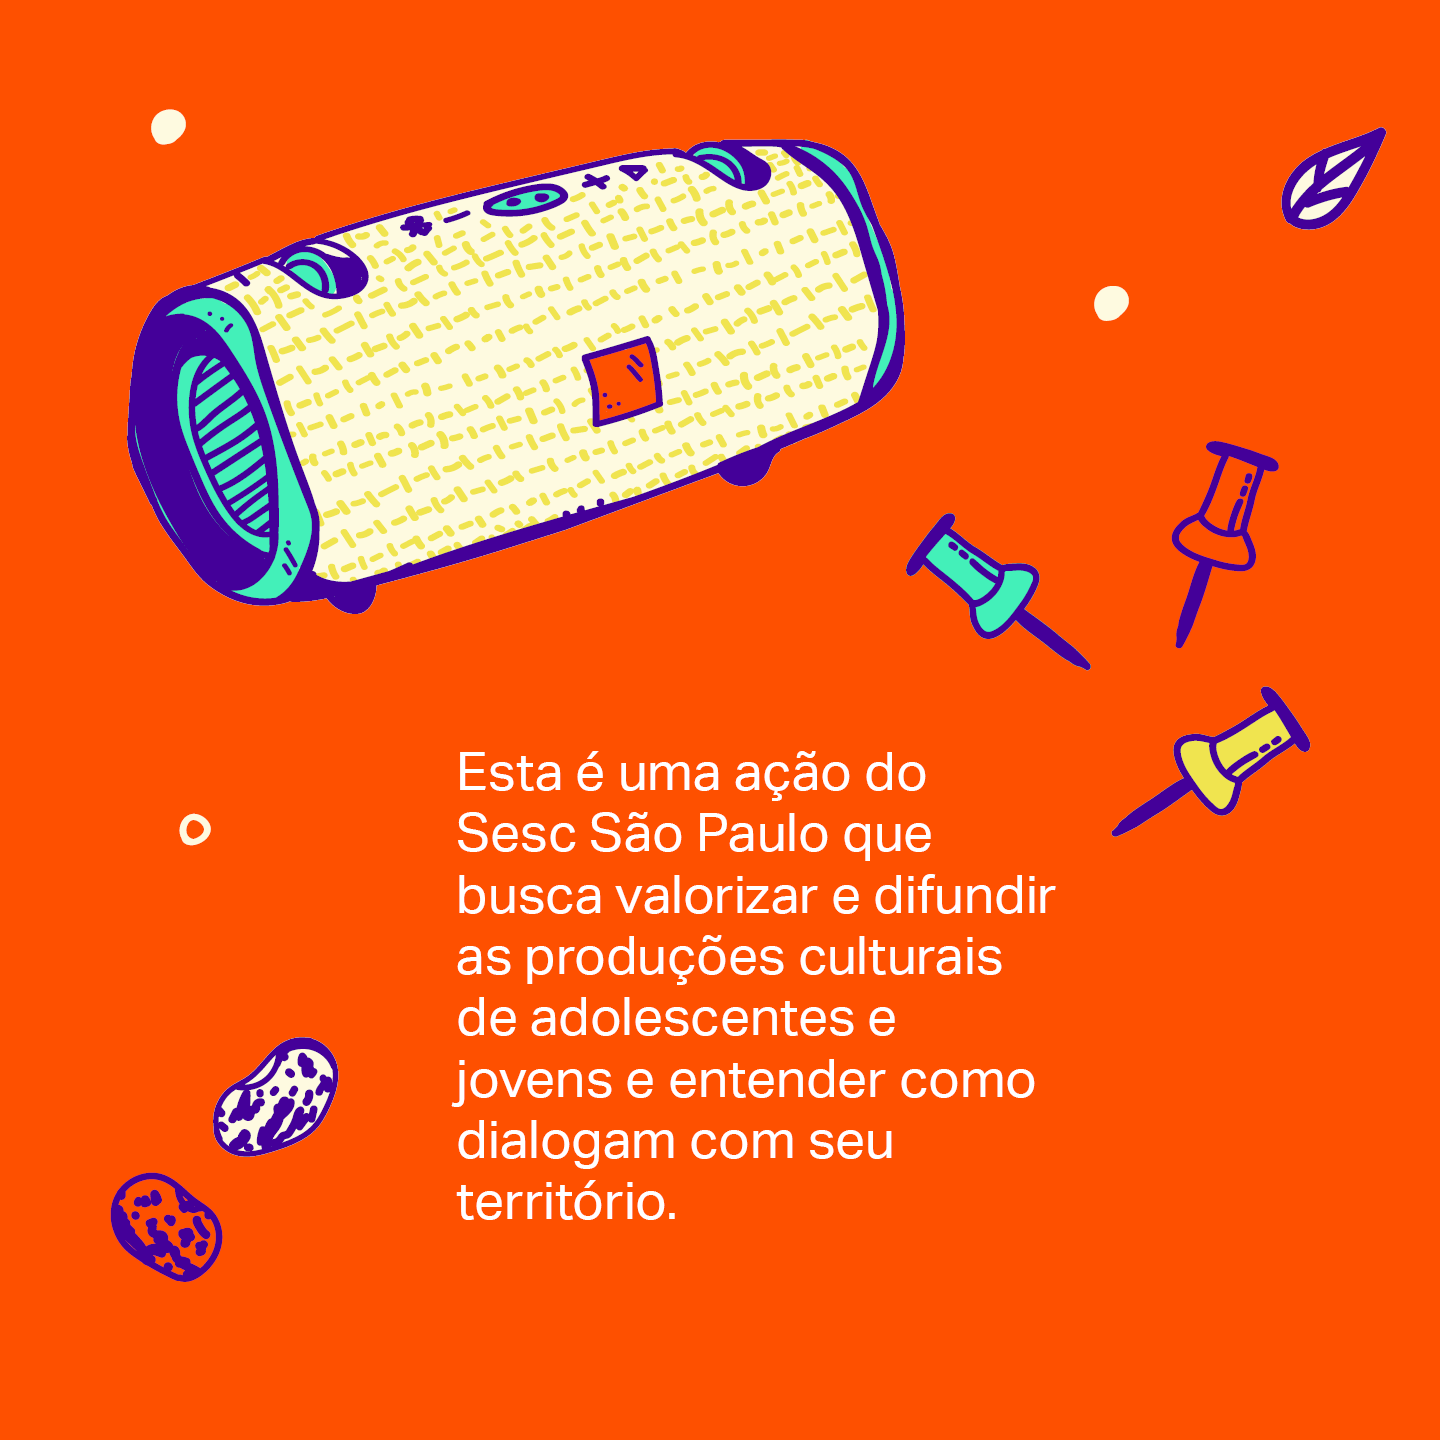 Esta é uma ação do
Sesc São Paulo que
busca valorizar e difundir
as produções culturais
de adolescentes e
jovens e entender como
dialogam com seu
território.